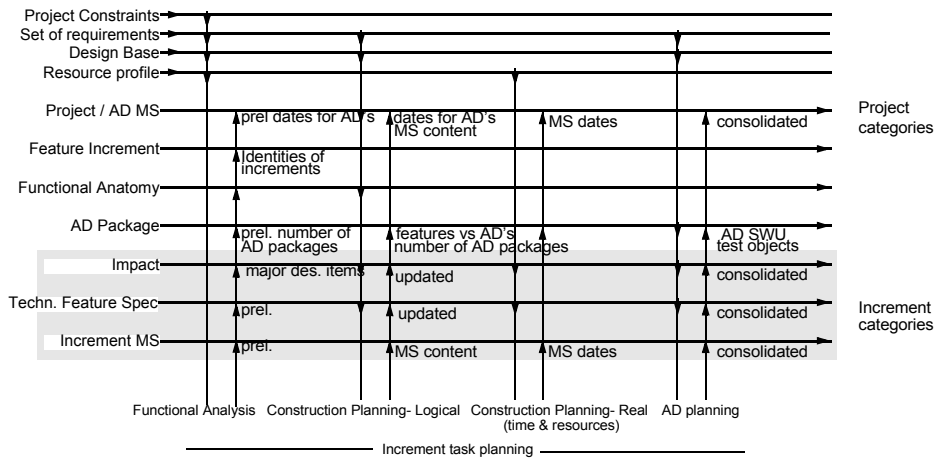 Project Constraints
Set of requirements
Design Base
Resource profile
Project / AD MS
prel dates for AD's
dates for AD's
MS content
MS dates
consolidated
Project
categories
Feature Increment
Identities of
increments
Functional Anatomy
AD Package
prel. number of
AD packages
features vs AD's
number of AD packages
AD SWU
test objects
Impact
major des. items
updated
consolidated
Techn. Feature Spec
prel.
updated
consolidated
Increment
categories
Increment MS
prel.
MS content
MS dates
consolidated
Functional Analysis
Construction Planning- Logical
Construction Planning- Real
(time & resources)
AD planning
Increment task planning